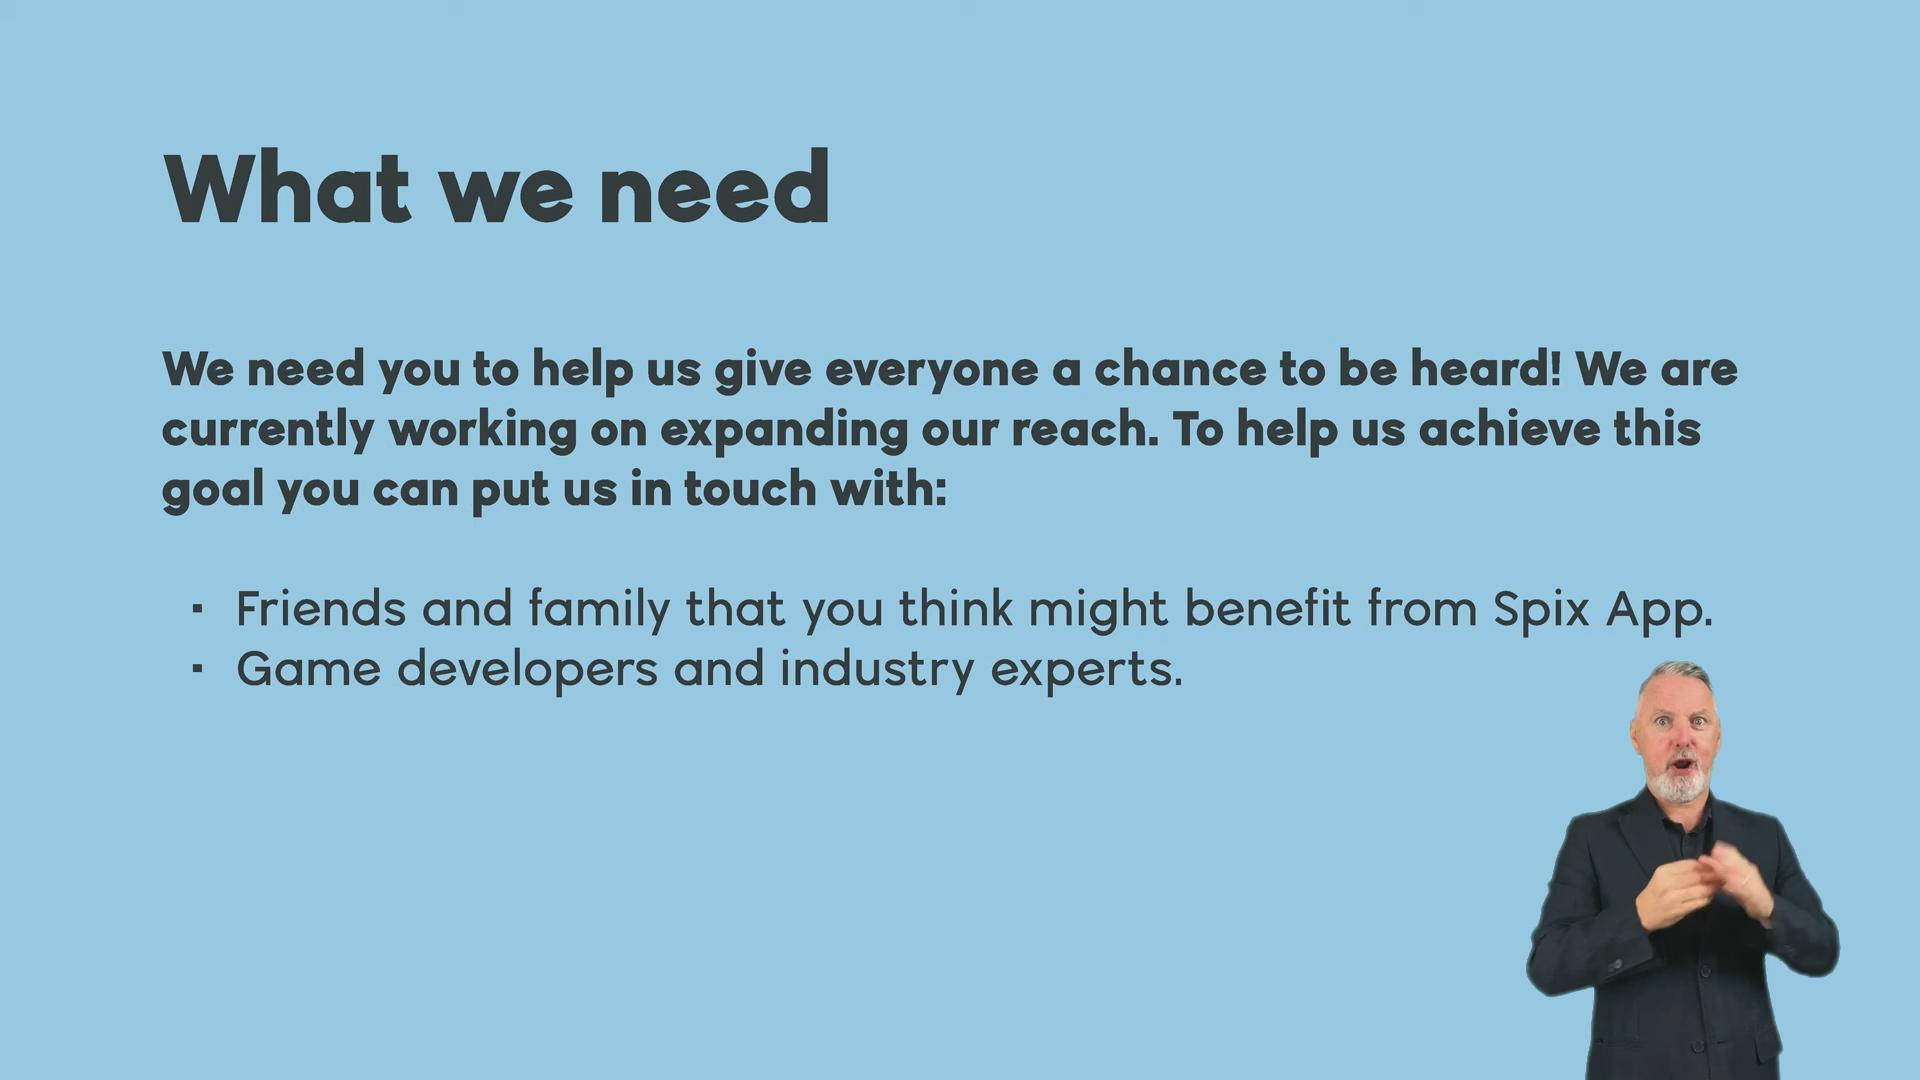 What we need
We need you to help us give everyone a chance to be heard! We are
currently working on expanding our reach. To help us achieve this
goal you can put us in touch with:
▪ Friends and family that you think might benefit from Spix App.
▪ Game developers and industry experts.